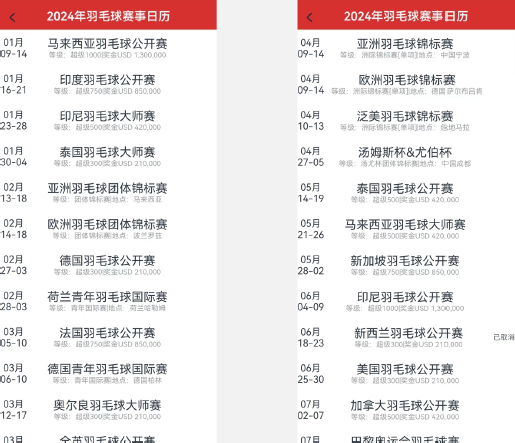 2024年羽毛球赛事日历
01月
09-14
马来西亚羽毛球公开赛
等级：超级1000|奖金USD 1,300,000
01月
16-21
印度羽毛球公开赛
等级：超级750|奖金USD 850,000
01月
23-28
印尼羽毛球大师赛
等级：超级500|奖金USD 420,000
01月
30-04
泰国羽毛球大师赛
等级：超级300|奖金USD 210,000
02月
13-18
亚洲羽毛球团体锦标赛
等级：团体锦标赛|地点：马来西亚
02月
14-18
欧洲羽毛球团体锦标赛
等级：团体锦标赛|地点：波兰罗兹
02月
27-03
德国羽毛球公开赛
等级：超级300|奖金USD 210,000
02月
28-03
荷兰青年羽毛球国际赛
等级：青年国际赛|地点：荷兰哈勒姆
03月
05-10
法国羽毛球公开赛
等级：超级750|奖金USD 850,000
03月
06-10
德国青年羽毛球国际赛
等级：青年国际赛|地点：德国柏林
03月
12-17
奥尔良羽毛球大师赛
等级：超级300|奖金USD 210,000
03月
全英羽毛球公开赛
2024年羽毛球赛事日历
04月
09-14
亚洲羽毛球锦标赛
等级：洲际锦标赛[单项]|地点：中国宁波
04月
09-14
欧洲羽毛球锦标赛
等级：洲际锦标赛[单项]|地点：德国 萨尔布吕肯
04月
10-13
泛美羽毛球锦标赛
等级：洲际锦标赛[单项]|地点：危地马拉
04月
27-05
汤姆斯杯&尤伯杯
等级：汤尤杯团体锦标赛|地点：中国成都
05月
14-19
泰国羽毛球公开赛
等级：超级500|奖金USD 420,000
05月
21-26
马来西亚羽毛球大师赛
等级：超级500|奖金USD 420,000
05月
28-02
新加坡羽毛球公开赛
等级：超级750|奖金USD 850,000
06月
04-09
印尼羽毛球公开赛
等级：超级1000|奖金USD 1,300,000
06月
18-23
新西兰羽毛球公开赛
等级：超级300|奖金USD 210,000
已取消
06月
25-30
美国羽毛球公开赛
等级：超级300|奖金USD 210,000
07月
02-07
加拿大羽毛球公开赛
等级：超级500|奖金USD 420,000
07月
巴黎奥运会羽毛球赛